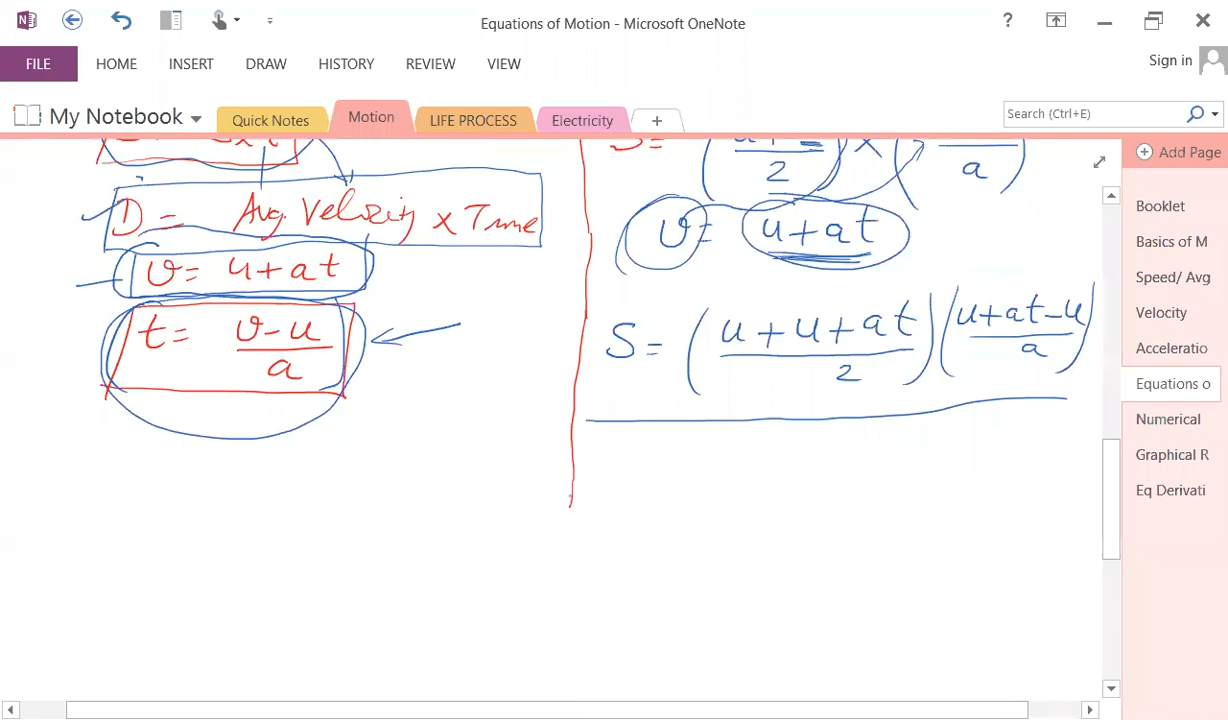 Equations of Motion - Microsoft OneNote
FILE HOME INSERT DRAW HISTORY REVIEW VIEW
Sign in
My Notebook
Quick Notes
Motion
LIFE PROCESS
Electricity
Search (Ctrl+E)
Add Page
Booklet
Basics of M
Speed/ Avg
Velocity
Acceleratio
Equations o
Numerical
Graphical R
Eq Derivati
D = Avg. Velocity x Time
v = u + at
t = v - u
a
2
a
v = u + at
S = (u + u + at / 2) (u + at - u / a)